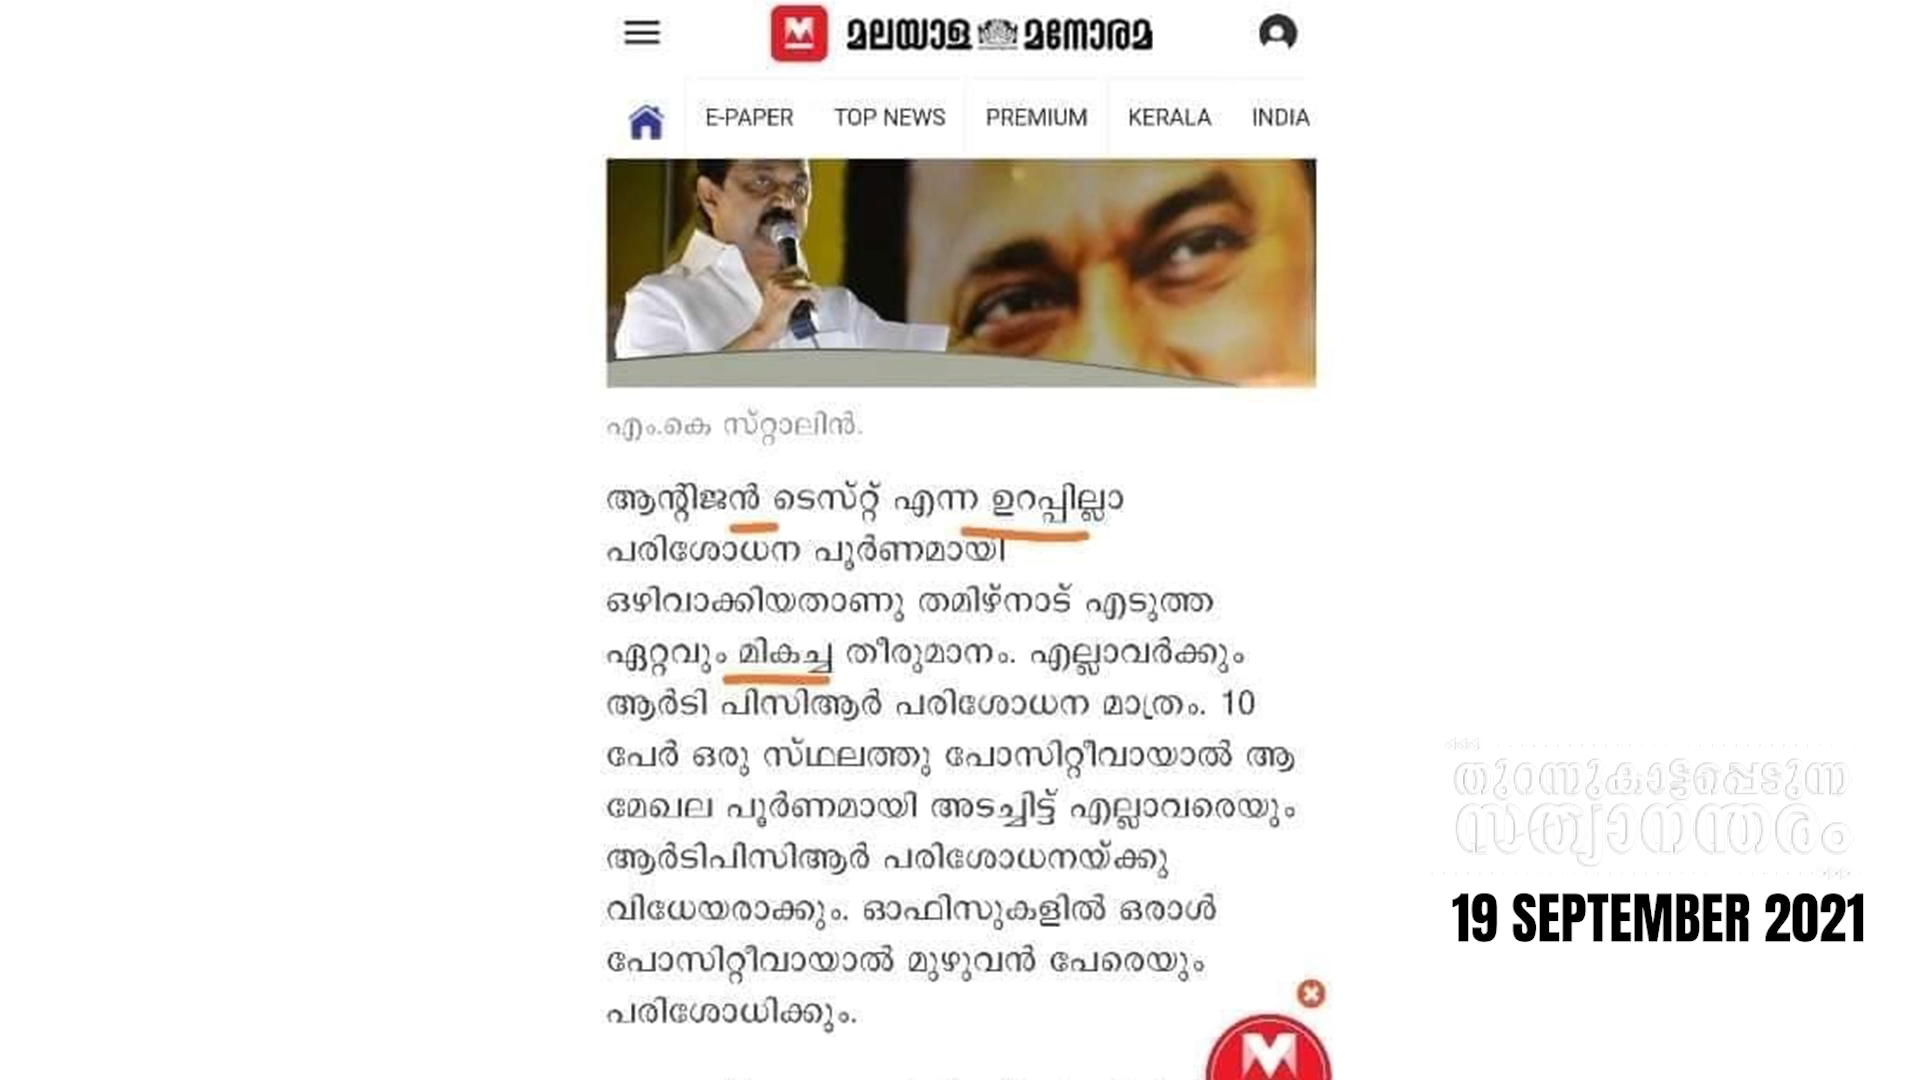 മലയാള മനോരമ
E-PAPER TOP NEWS PREMIUM KERALA INDIA
എം.കെ സ്റ്റാലിൻ.
ആന്റിജൻ ടെസ്റ്റ് എന്ന ഉറപ്പില്ലാ
പരിശോധന പൂർണമായി
ഒഴിവാക്കിയതാണു തമിഴ്നാട് എടുത്ത
ഏറ്റവും മികച്ച തീരുമാനം. എല്ലാവർക്കും
ആർടി പിസിആർ പരിശോധന മാത്രം. 10
പേർ ഒരു സ്ഥലത്തു പോസിറ്റീവായാൽ ആ
മേഖല പൂർണമായി അടച്ചിട്ട് എല്ലാവരെയും
ആർടിപിസിആർ പരിശോധനയ്ക്കു
വിധേയരാക്കും. ഓഫിസുകളിൽ ഒരാൾ
പോസിറ്റീവായാൽ മുഴുവൻ പേരെയും
പരിശോധിക്കും.
തുറന്നുകാട്ടപ്പെടുന്ന
സത്യാനന്തരം
19 SEPTEMBER 2021